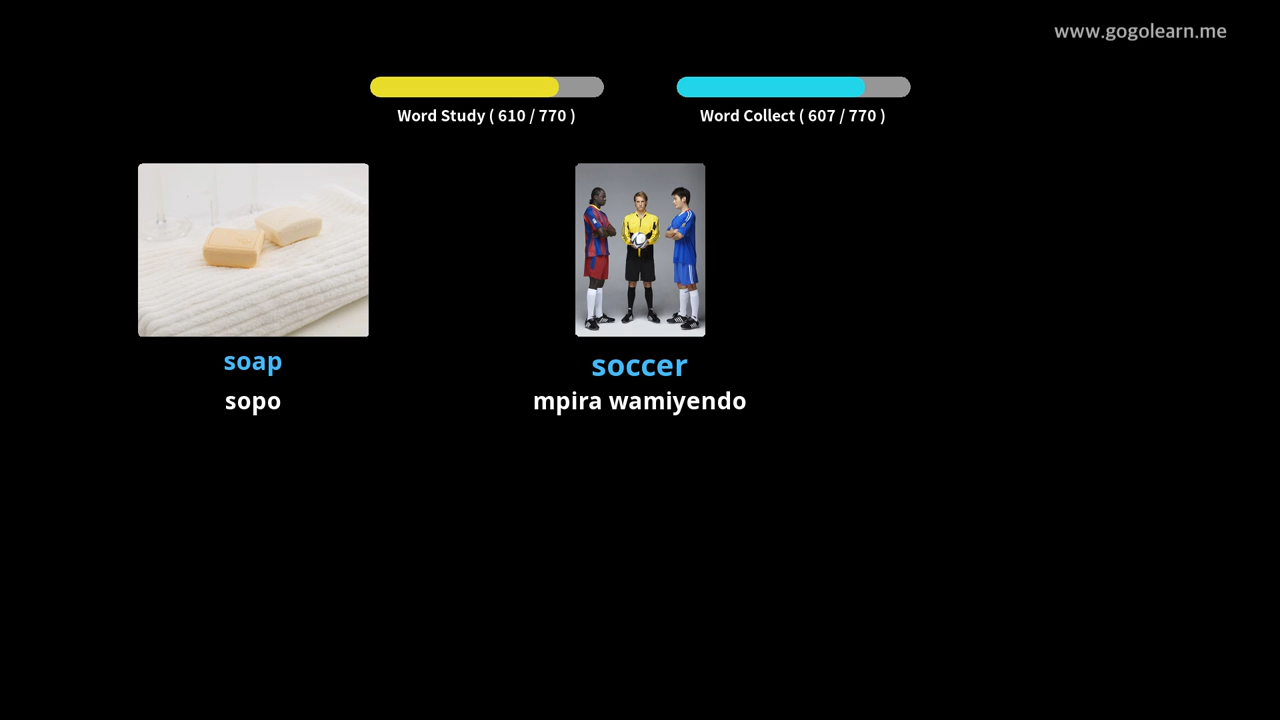 www.gogolearn.me
Word Study ( 610 / 770 )
Word Collect ( 607 / 770 )
soap
sopo
soccer
mpira wamiyendo